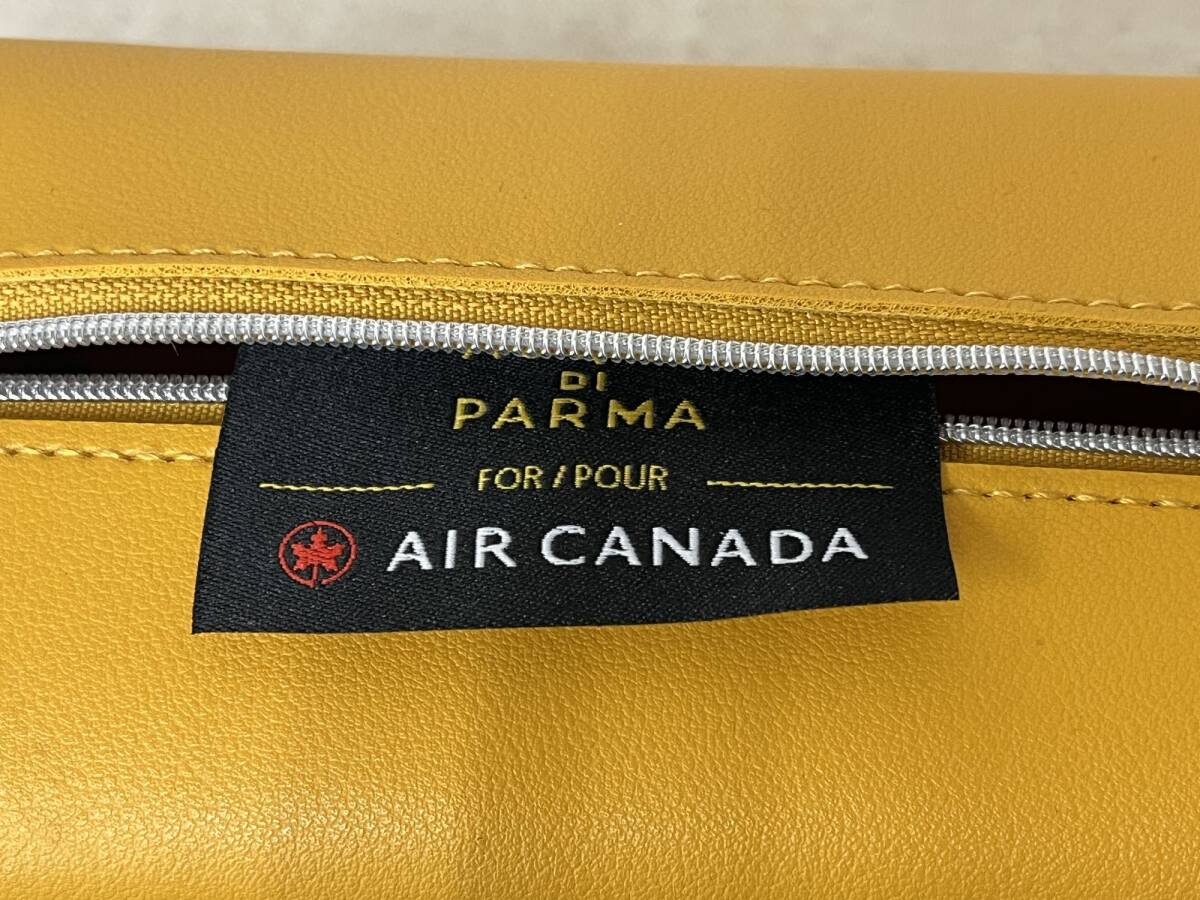 DI
PARMA
FOR / POUR
AIR CANADA